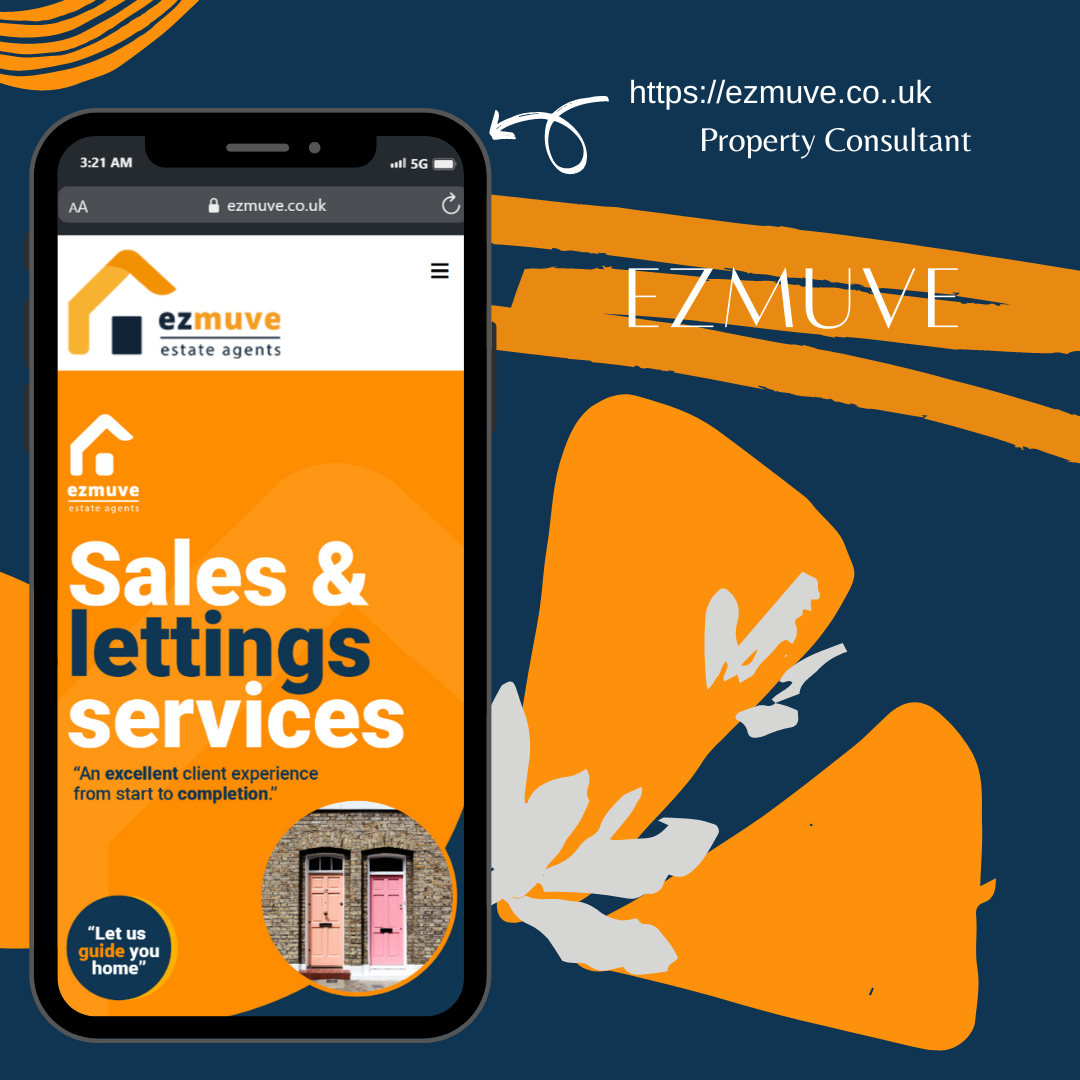 https://ezmuve.co..uk
Property Consultant
EZMUVE
3:21 AM
5G
AA
ezmuve.co.uk
ezmuve
estate agents
ezmuve
estate agents
Sales &
lettings
services
“An excellent client experience
from start to completion.”
“Let us
guide you
home”